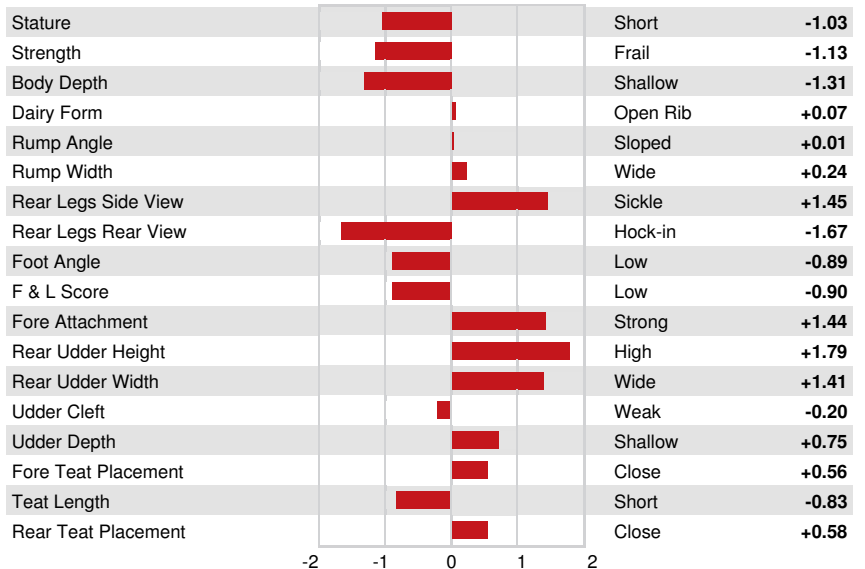 Stature Short -1.03
Strength Frail -1.13
Body Depth Shallow -1.31
Dairy Form Open Rib +0.07
Rump Angle Sloped +0.01
Rump Width Wide +0.24
Rear Legs Side View Sickle +1.45
Rear Legs Rear View Hock-in -1.67
Foot Angle Low -0.89
F & L Score Low -0.90
Fore Attachment Strong +1.44
Rear Udder Height High +1.79
Rear Udder Width Wide +1.41
Udder Cleft Weak -0.20
Udder Depth Shallow +0.75
Fore Teat Placement Close +0.56
Teat Length Short -0.83
Rear Teat Placement Close +0.58
-2 -1 0 1 2